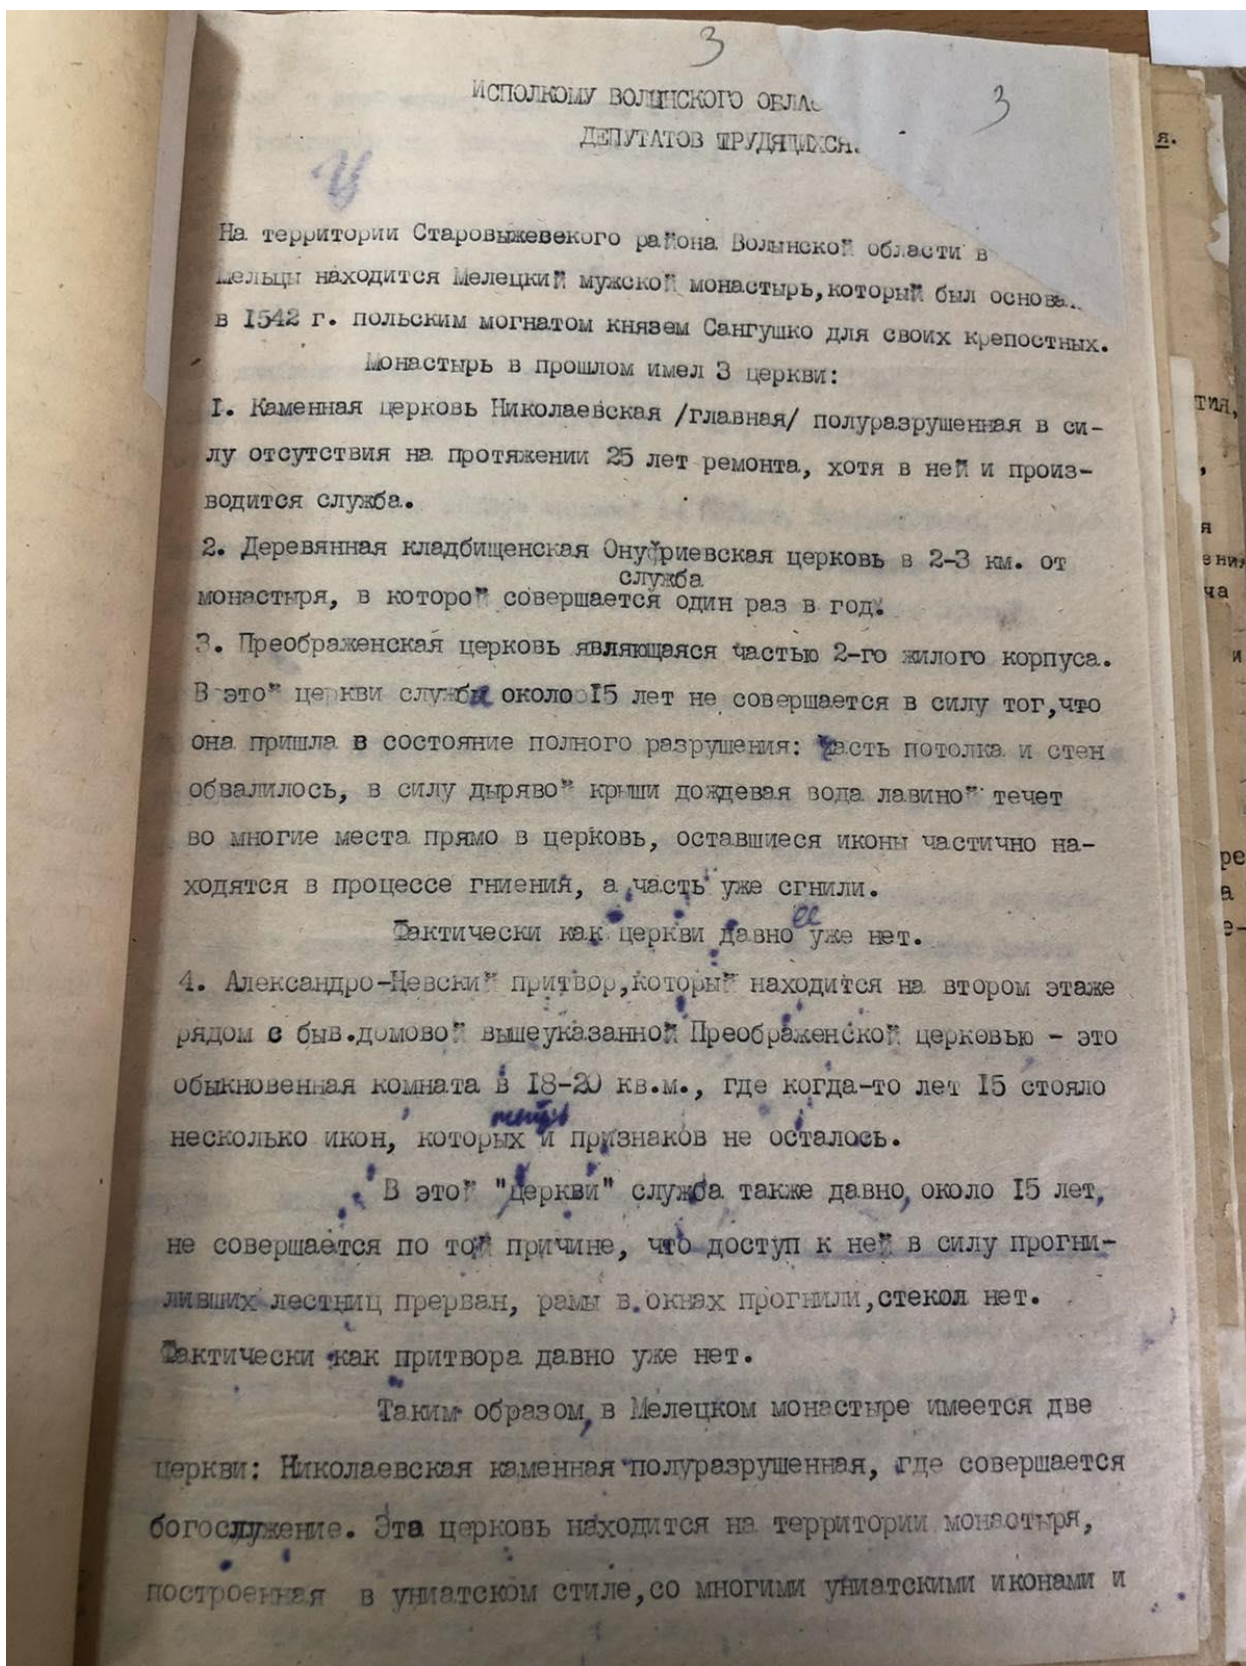 3
3
ИСПОЛКОМУ ВОЛЫНСКОГО ОБЛАС
ДЕПУТАТОВ ТРУДЯЩИХСЯ.
На территории Старовыжевекого района Волынской области в
Мельцы находится Мелецкий мужской монастырь,который был основа
в 1542 г. польским могнатом князем Сангушко для своих крепостных.
Монастырь в прошлом имел 3 церкви:
1. Каменная церковь Николаевская /главная/ полуразрушенная в си-
лу отсутствия на протяжении 25 лет ремонта, хотя в ней и произ-
водится служба.
2. Деревянная кладбищенская Онуфриевская церковь в 2-3 км. от
служба
монастыря, в которой совершается один раз в год.
3. Преображенская церковь являющаяся частью 2-го жилого корпуса.
В этой церкви служба около 15 лет не совершается в силу тог,что
она пришла в состояние полного разрушения: часть потолка и стен
обвалилось, в силу дырявой крыши дождевая вода лавиной течет
во многие места прямо в церковь, оставшиеся иконы частично на-
ходятся в процессе гниения, а часть уже сгнили.
ее
Фактически как церкви давно уже нет.
4. Александро-Невский притвор,который находится на втором этаже
рядом с быв.домовой вышеуказанной Преображенской церковью - это
обыкновенная комната в 18-20 кв.м., где когда-то лет 15 стояло
несколько икон, которых и признаков не осталось.
В этой "церкви" служба также давно, около 15 лет,
не совершается по той причине, что доступ к ней в силу прогни-
ливших лестниц прерван, рамы в окнах прогнили,стекол нет.
Фактически как притвора давно уже нет.
Таким образом, в Мелецком монастыре имеется две
церкви: Николаевская каменная полуразрушенная, где совершается
богослужение. Эта церковь находится на территории монастыря,
построенная в униатском стиле,со многими униатскими иконами и
я.
тия,
,
я
ча
и
ре
а
е-